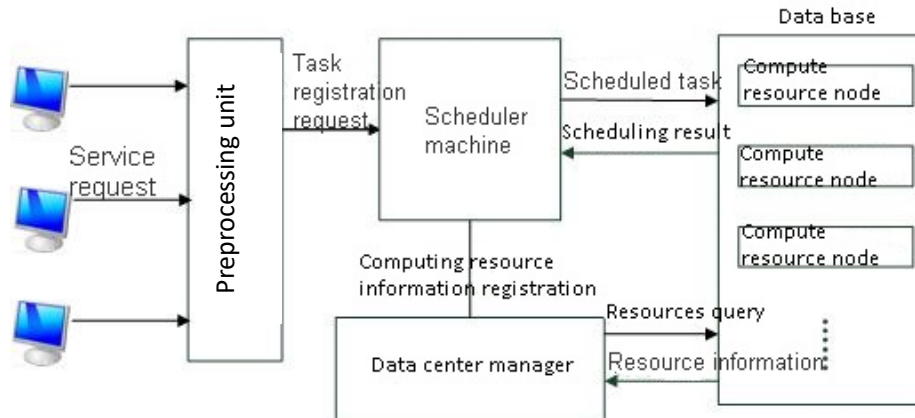 Data base
Service
request
Preprocessing unit
Task
registration
request
Scheduler
machine
Scheduled task
Scheduling result
Compute
resource node
Compute
resource node
Compute
resource node
Computing resource
information registration
Data center manager
Resources query
Resource information